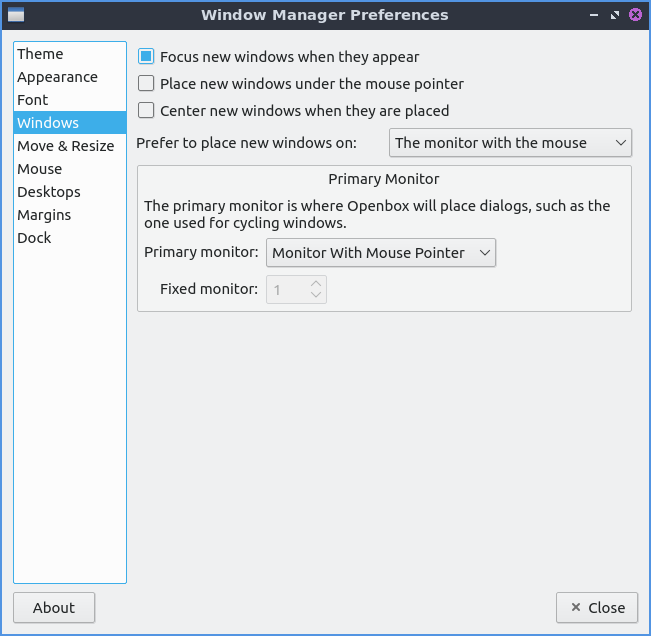 Window Manager Preferences
Theme
Appearance
Font
Windows
Move & Resize
Mouse
Desktops
Margins
Dock
Focus new windows when they appear
Place new windows under the mouse pointer
Center new windows when they are placed
Prefer to place new windows on: The monitor with the mouse
Primary Monitor
The primary monitor is where Openbox will place dialogs, such as the
one used for cycling windows.
Primary monitor: Monitor With Mouse Pointer
Fixed monitor: 1
About
Close